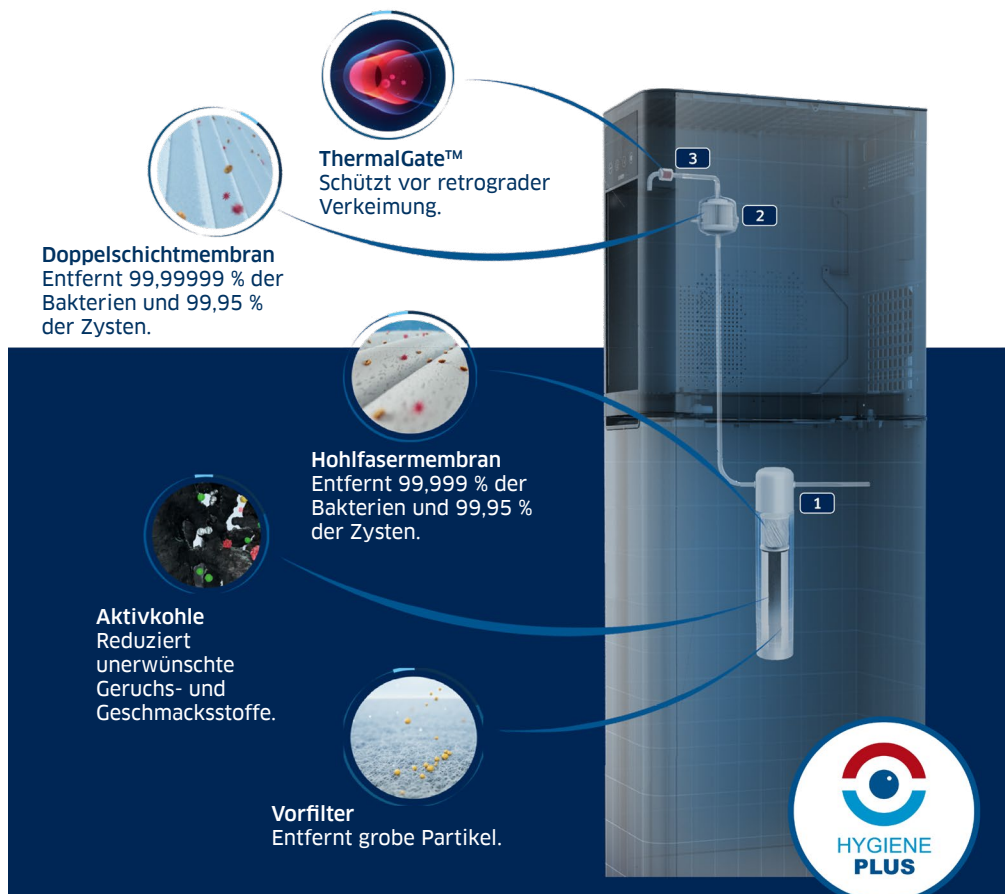 ThermalGate™
Schützt vor retrograder
Verkeimung.
3
2
Doppelschichtmembran
Entfernt 99,99999 % der
Bakterien und 99,95 %
der Zysten.
Hohlfasermembran
Entfernt 99,999 % der
Bakterien und 99,95 %
der Zysten.
1
Aktivkohle
Reduziert
unerwünschte
Geruchs- und
Geschmacksstoffe.
Vorfilter
Entfernt grobe Partikel.
HYGIENE
PLUS